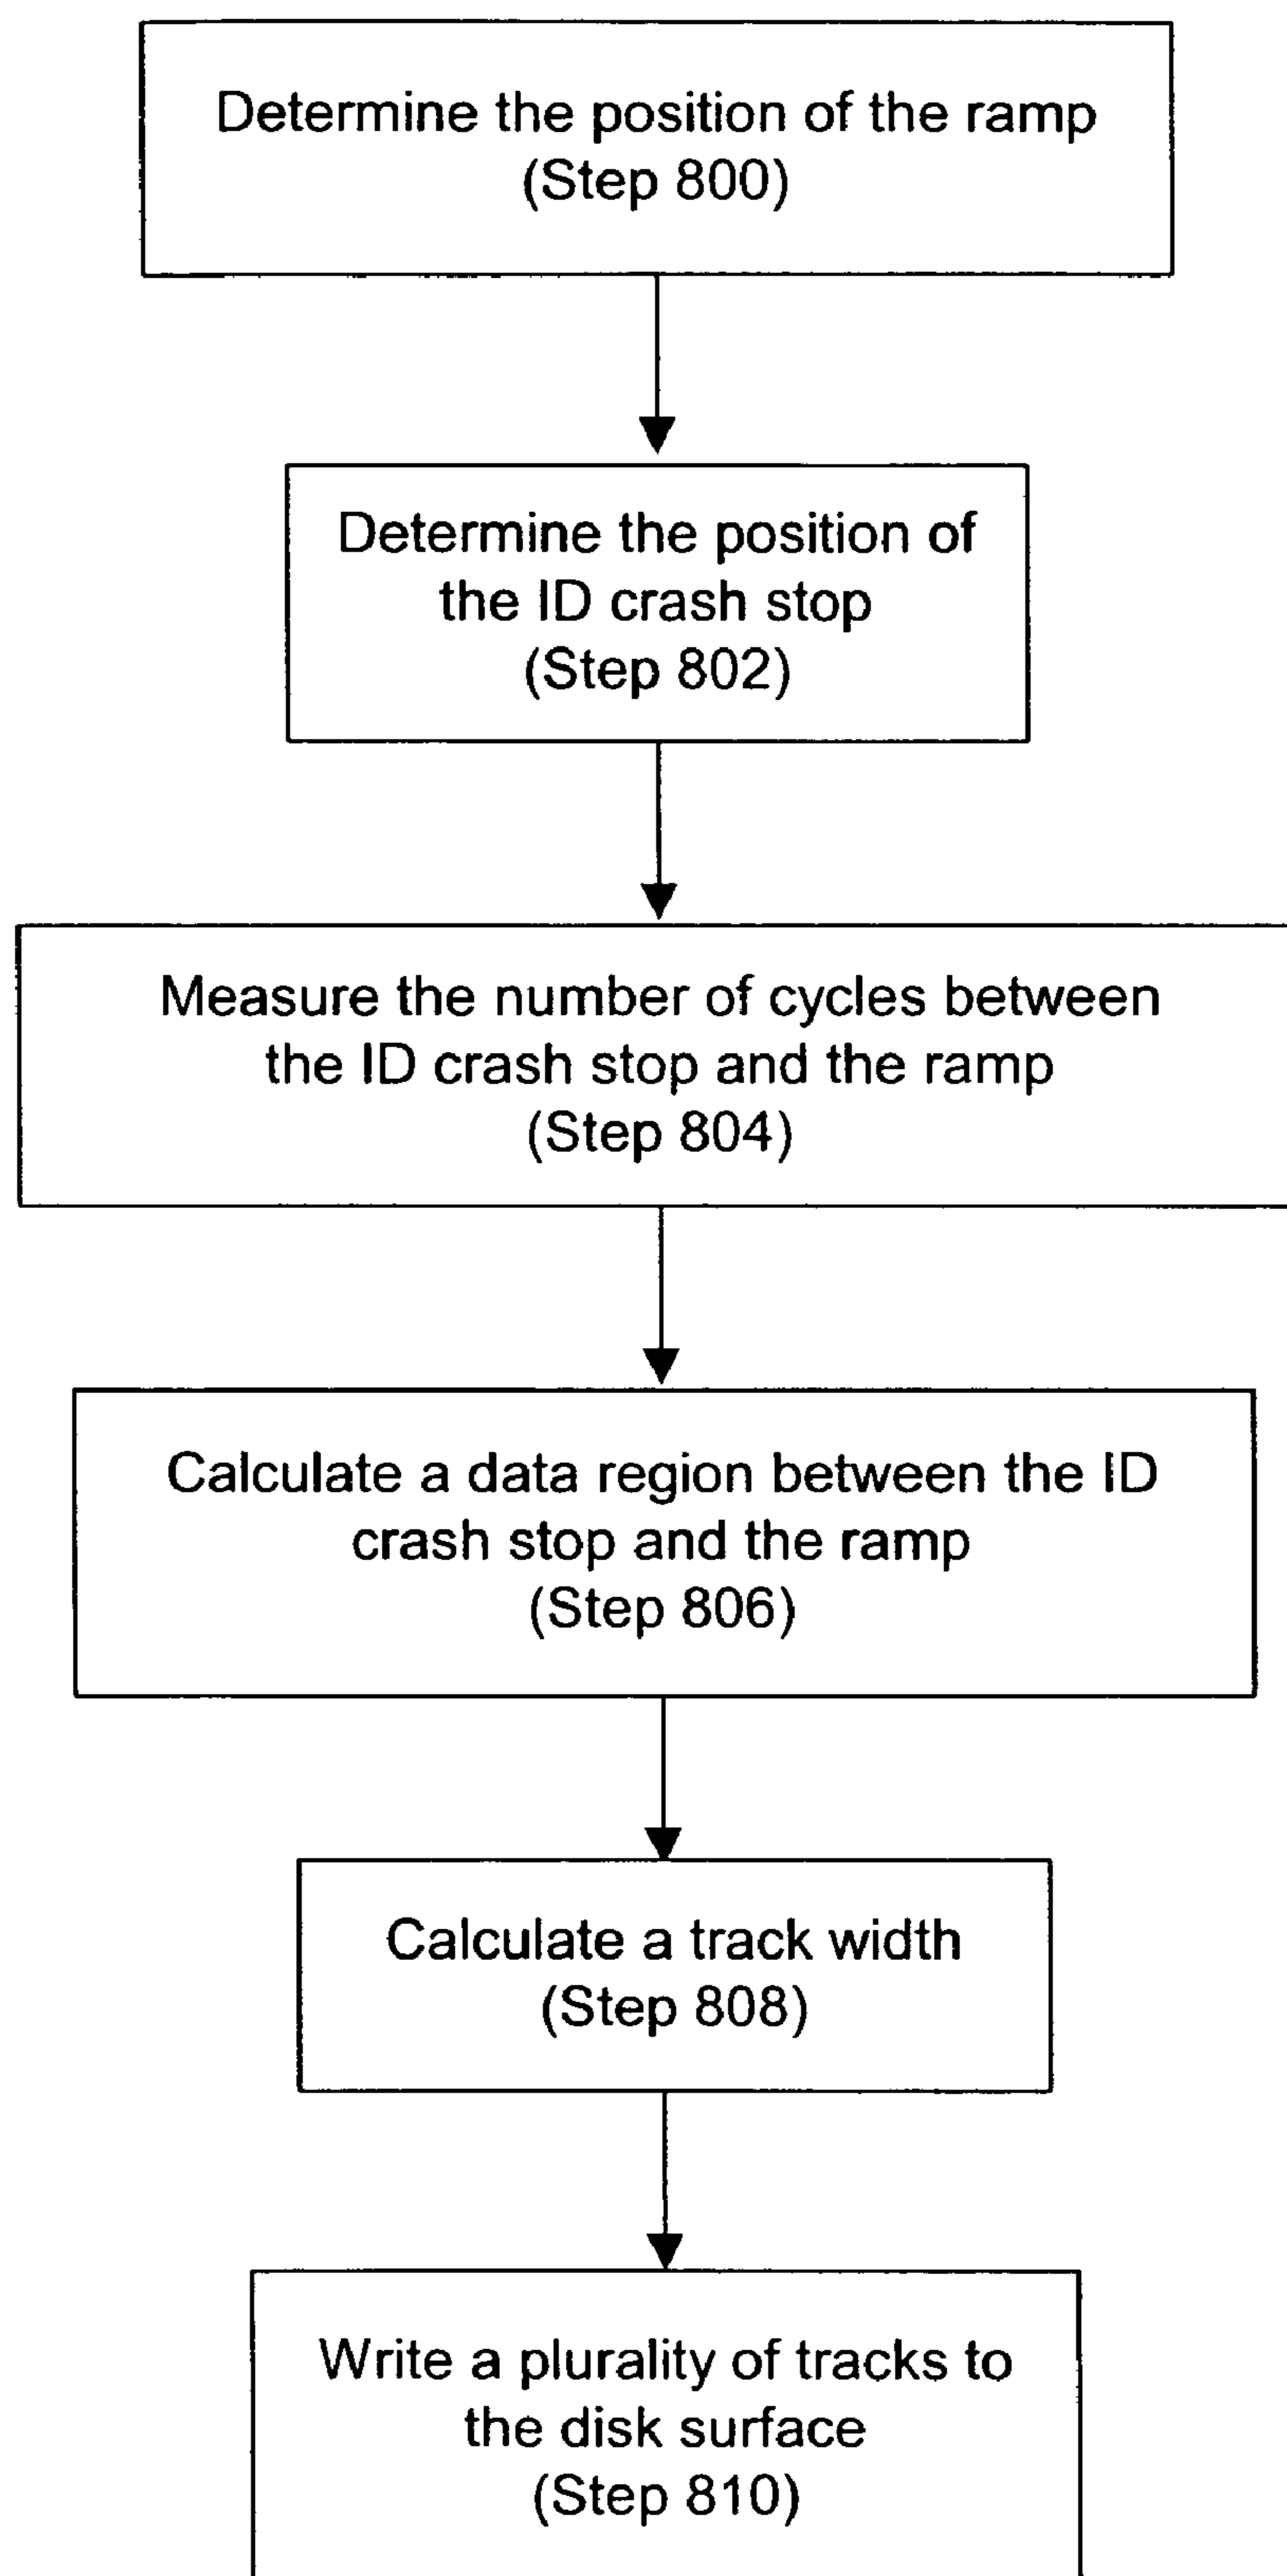 Determine the position of the ramp
(Step 800)
Determine the position of
the ID crash stop
(Step 802)
Measure the number of cycles between
the ID crash stop and the ramp
(Step 804)
Calculate a data region between the ID
crash stop and the ramp
(Step 806)
Calculate a track width
(Step 808)
Write a plurality of tracks to
the disk surface
(Step 810)